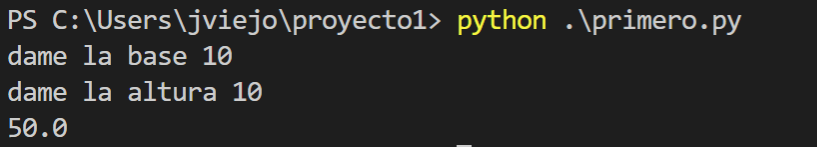 PS C:\Users\jviejo\proyecto1> python .\primero.py
dame la base 10
dame la altura 10
50.0